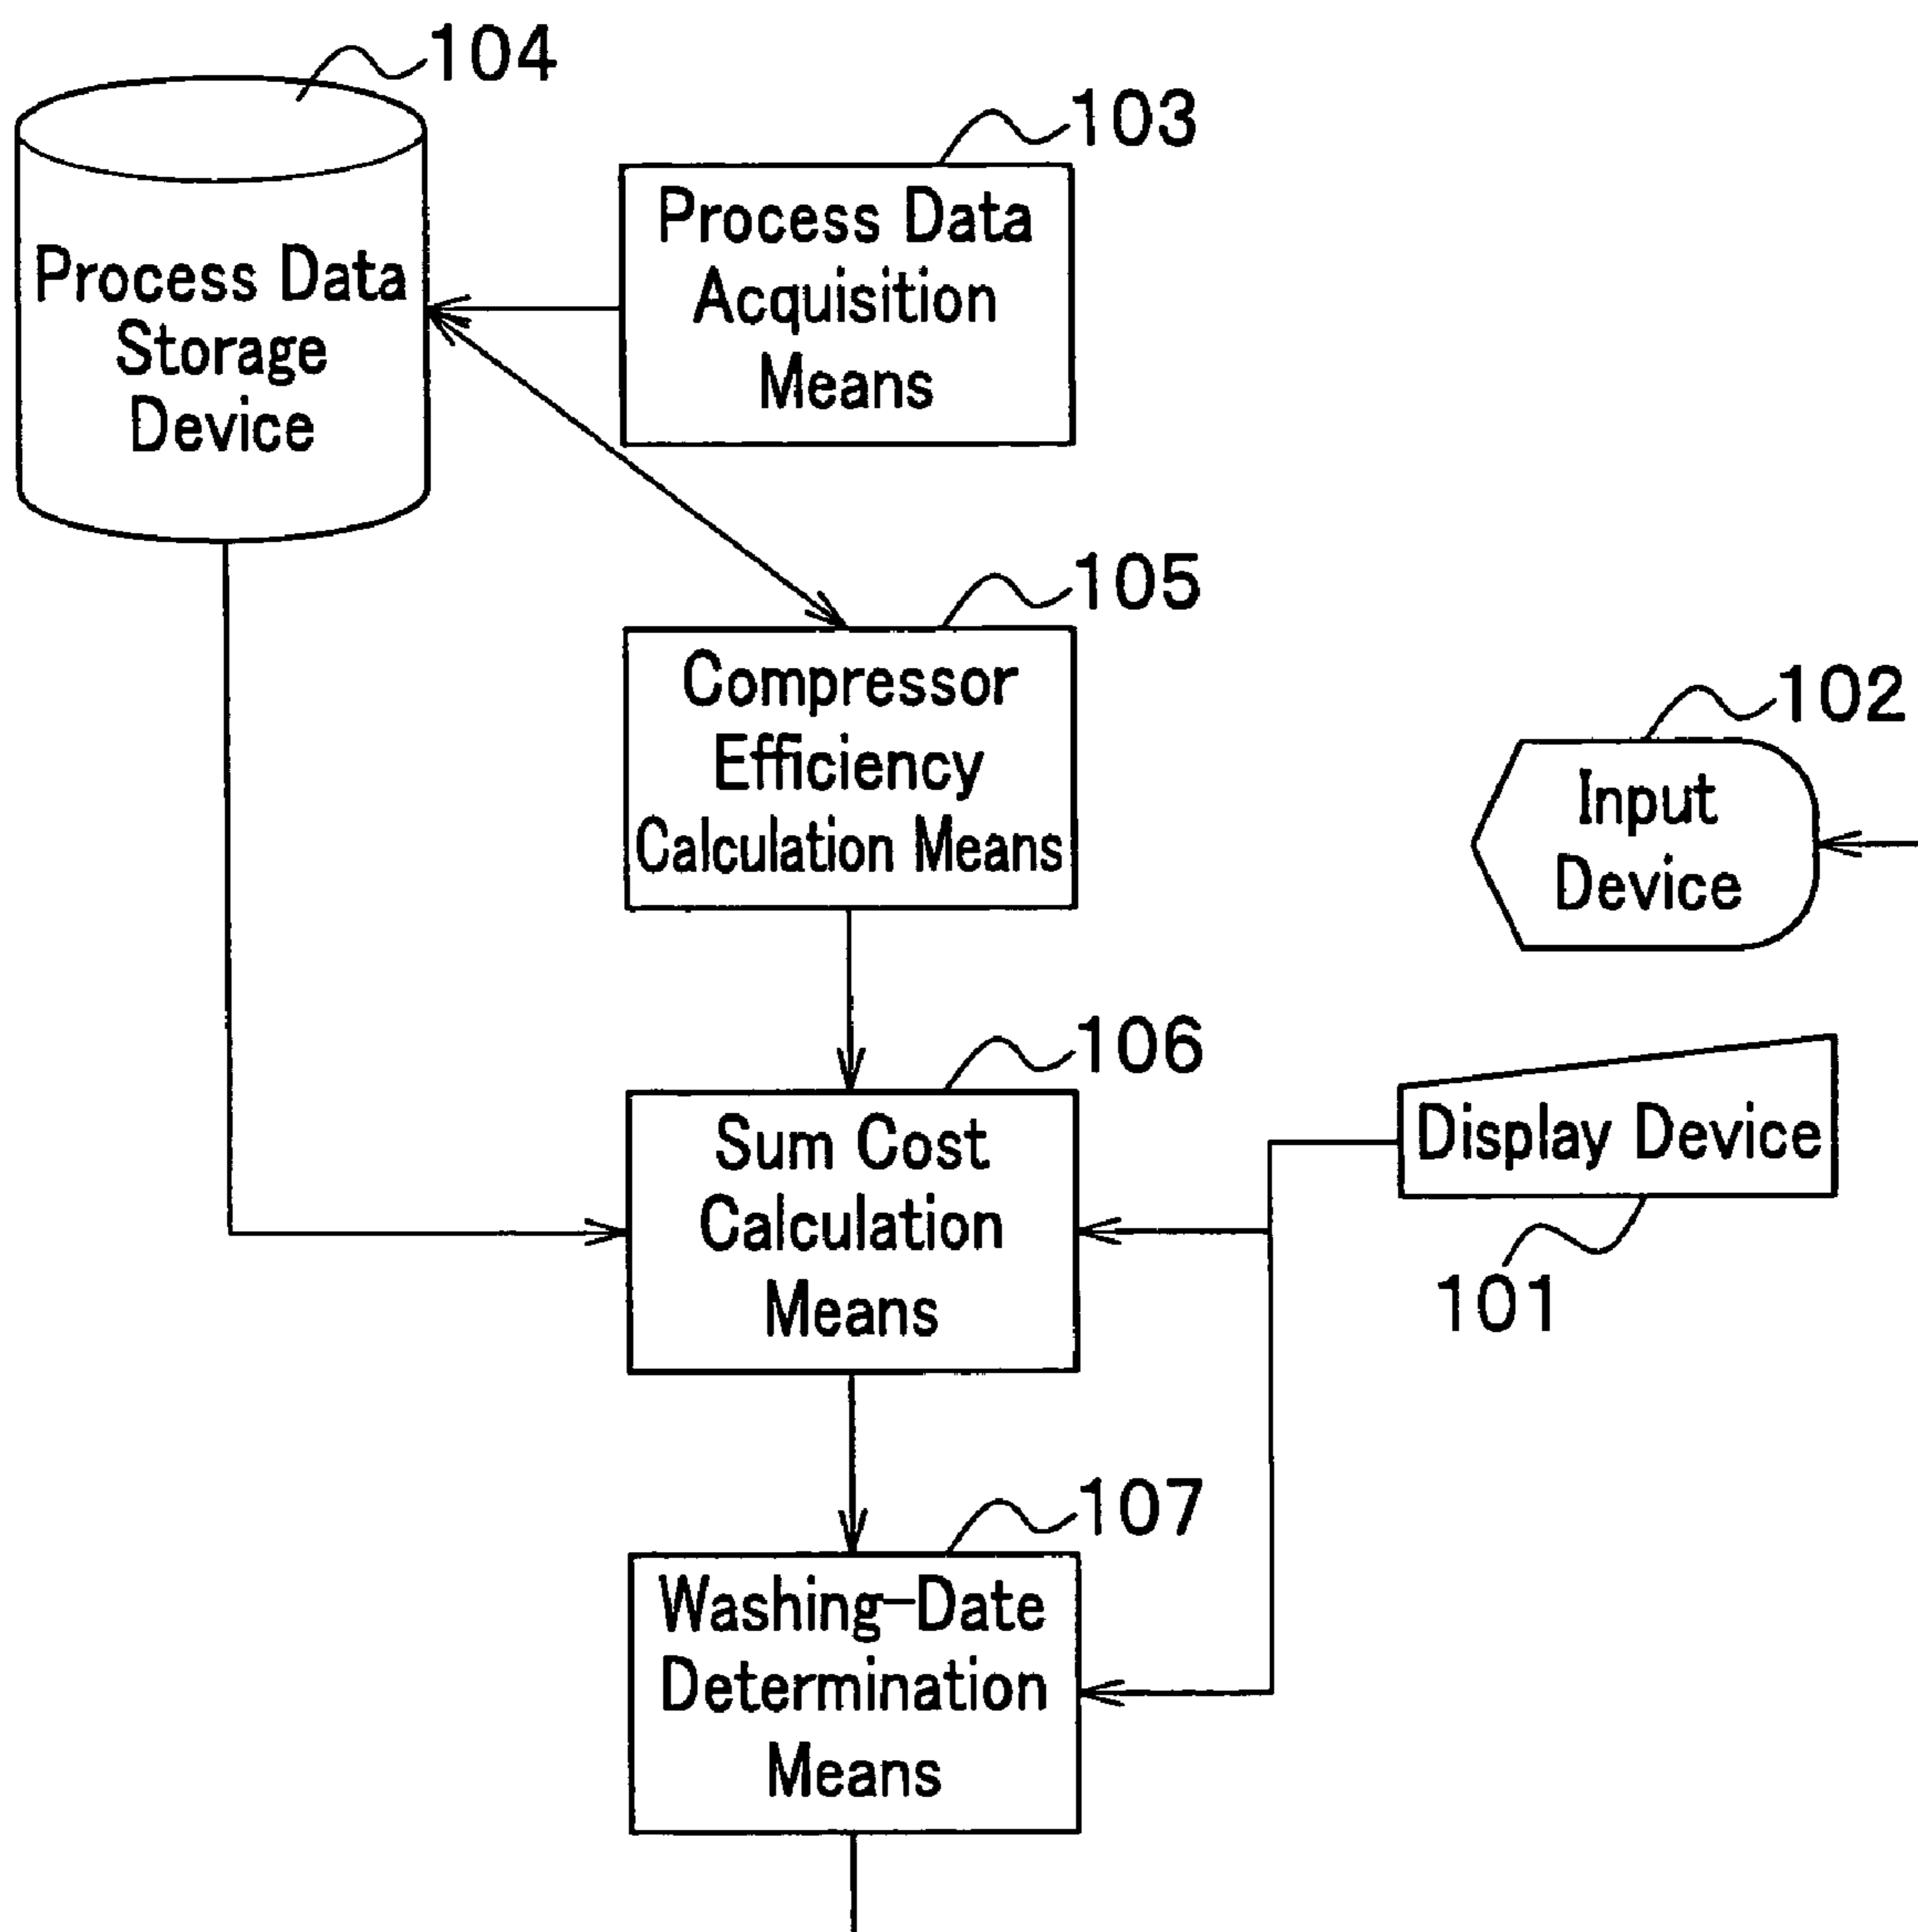 104
103
Process Data
Acquisition
Means
Process Data
Storage
Device
105
Compressor
Efficiency
Calculation Means
102
Input
Device
106
Sum Cost
Calculation
Means
Display Device
101
107
Washing-Date
Determination
Means